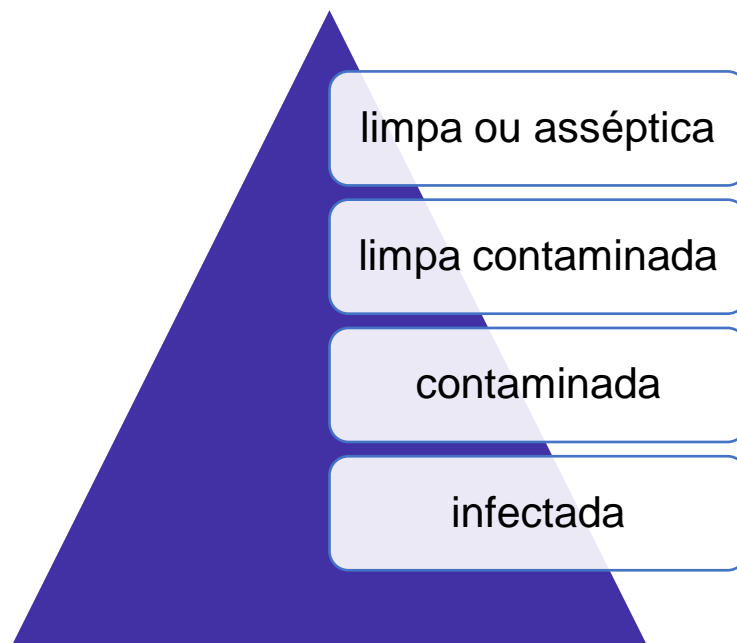 limpa ou asséptica
limpa contaminada
contaminada
infectada